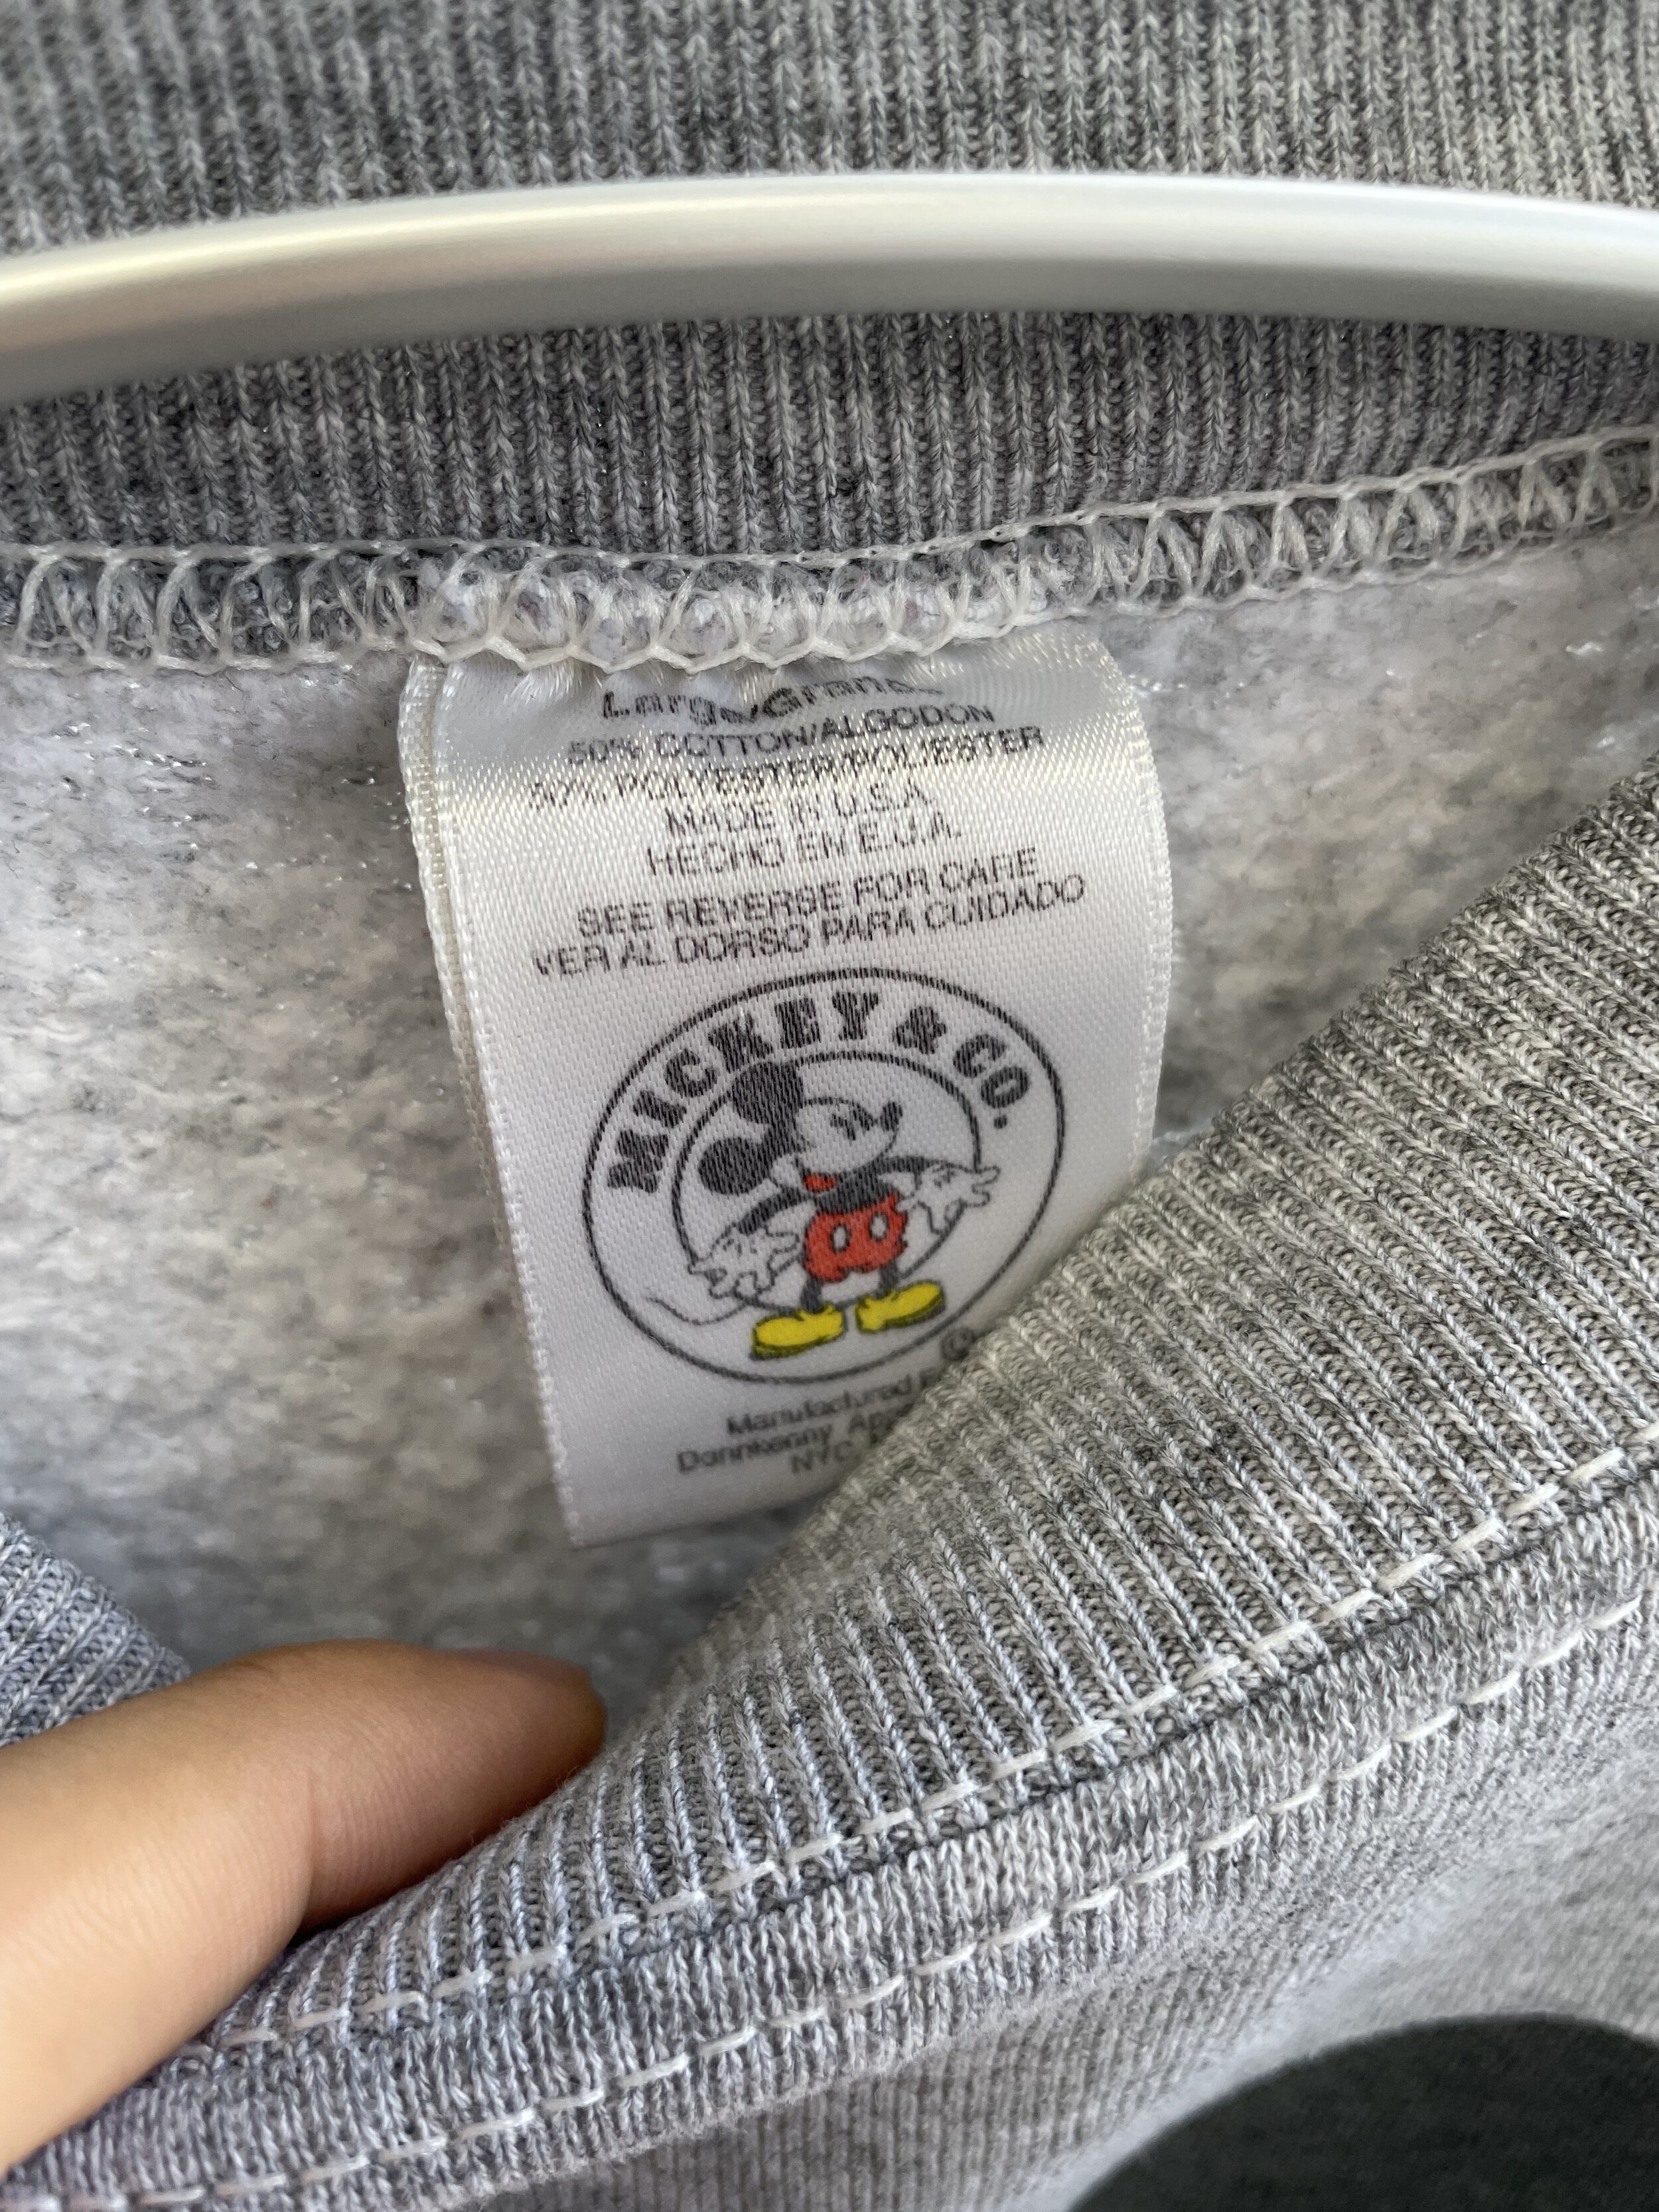 Large/Grande
50% COTTON/ALGODON
50% POLYESTER/POLIESTER
MADE IN U.S.A.
HECHO EN E.U.A.
SEE REVERSE FOR CARE
VER AL DORSO PARA CUIDADO
MICKEY & CO.
©
Manufactured
Donnkenny
NYC